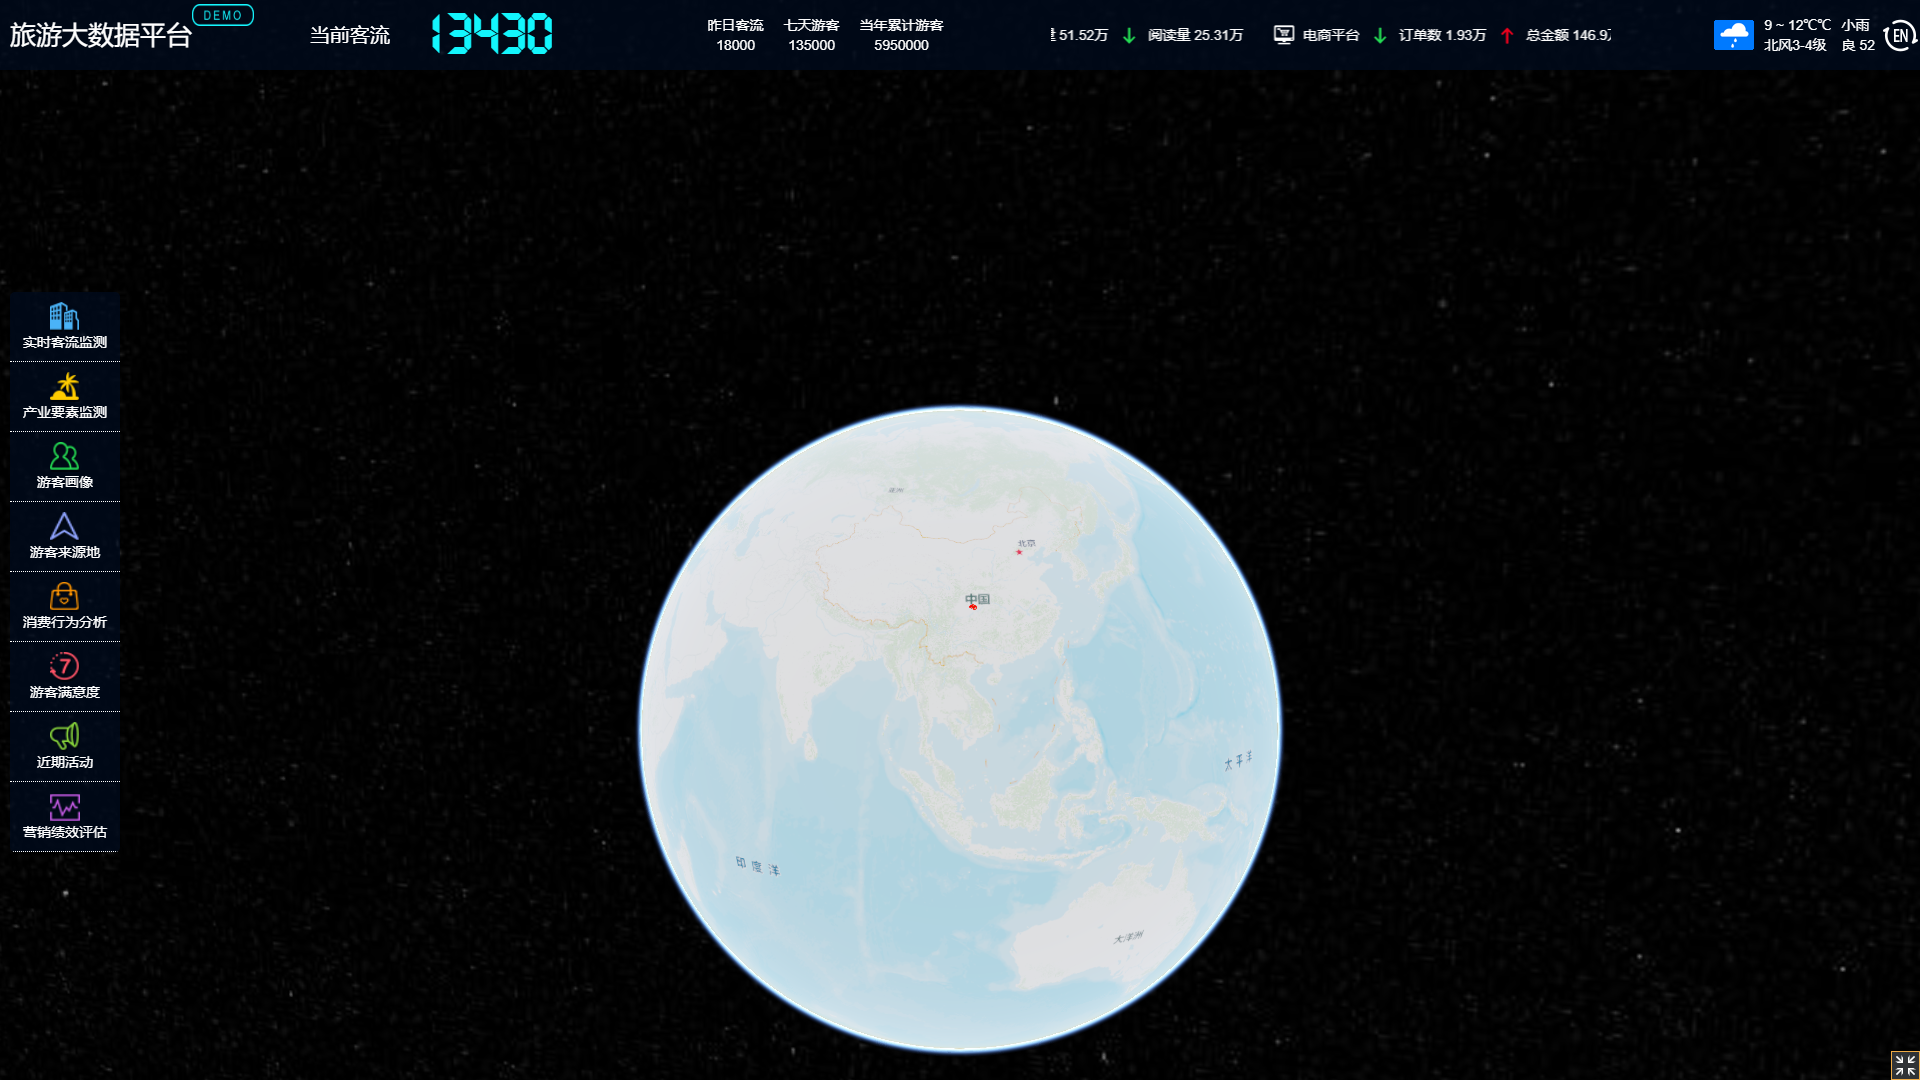 旅游大数据平台
DEMO
当前客流
13430
昨日客流 七天游客 当年累计游客
18000 135000 5950000
51.52万 阅读量 25.31万 电商平台 订单数 1.93万 总金额 146.9
9 ~ 12℃℃ 小雨
北风3-4级 良 52
EN
实时客流监测
产业要素监测
游客画像
游客来源地
消费行为分析
7
游客满意度
近期活动
营销绩效评估
北京
中国
太平洋
印度洋
大洋洲